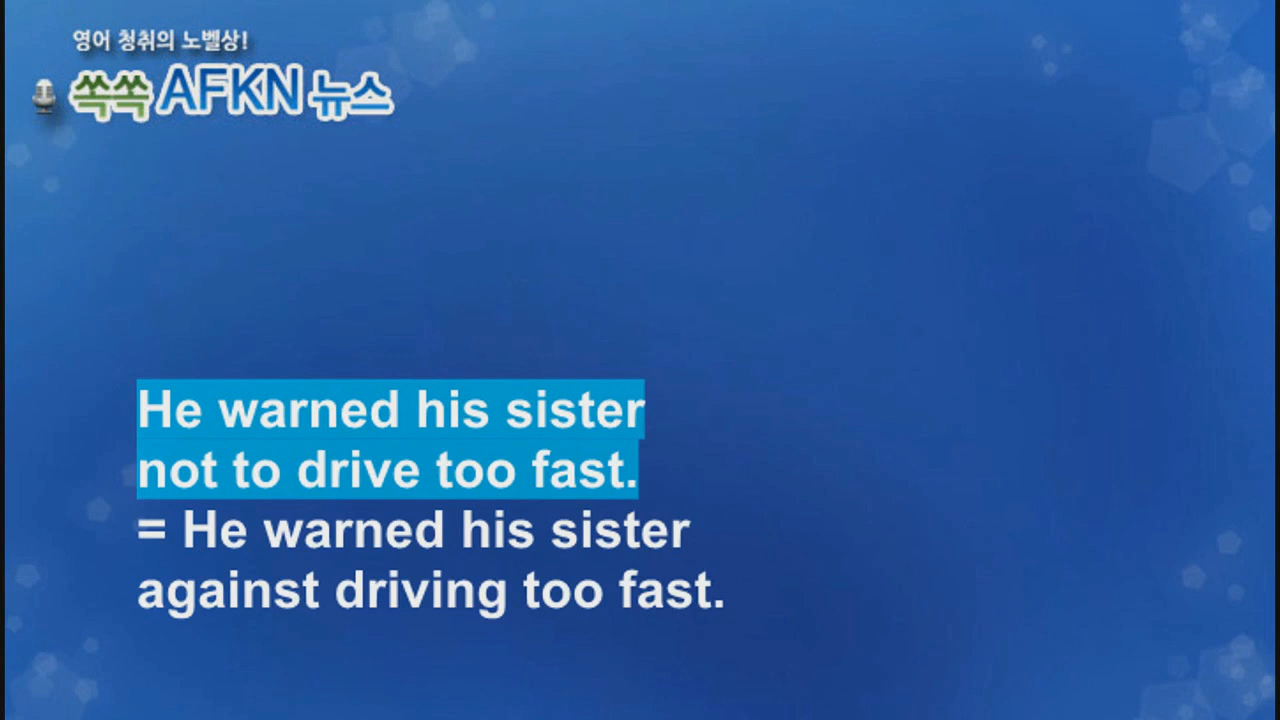 영어 청취의 노벨상!
쏙쏙 AFKN 뉴스
He warned his sister
not to drive too fast.
= He warned his sister
against driving too fast.